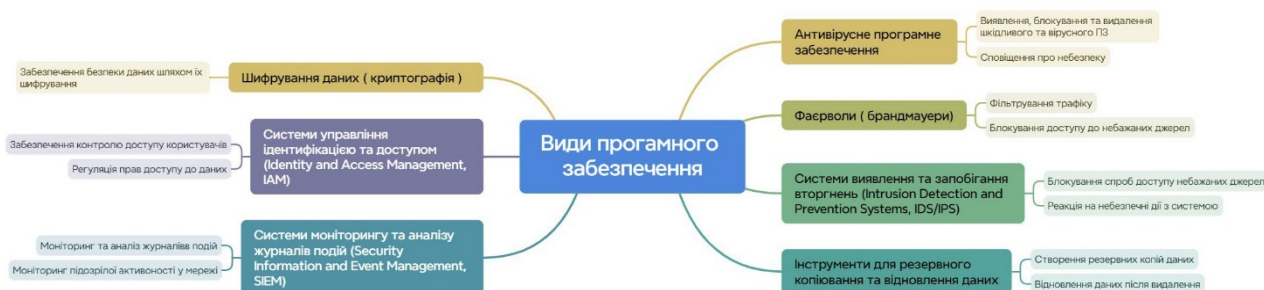 Види прогамного
забезпечення
Антивірусне програмне
забезпечення
Виявлення, блокування та видалення
шкідливого та вірусного ПЗ
Сповіщення про небезпеку
Фаєрволи ( брандмауери)
Фільтрування трафіку
Блокування доступу до небажаних джерел
Системи виявлення та запобігання
вторгнень (Intrusion Detection and
Prevention Systems, IDS/IPS)
Блокування спроб доступу небажаних джерел
Реакція на небезпечні дії з системою
Інструменти для резервного
копіювання та відновлення даних
Створення резервних копій даних
Відновлення даних після видалення
Шифрування даних ( криптографія )
Забезпечення безпеки даних шляхом їх
шифрування
Системи управління
ідентифікацією та доступом
(Identity and Access Management,
IAM)
Забезпечення контролю доступу користувачів
Регуляція прав доступу до даних
Системи моніторингу та аналізу
журналів подій (Security
Information and Event Management,
SIEM)
Моніторинг та аналіз журналівв подій
Моніторинг підозрілої активоності у мережі